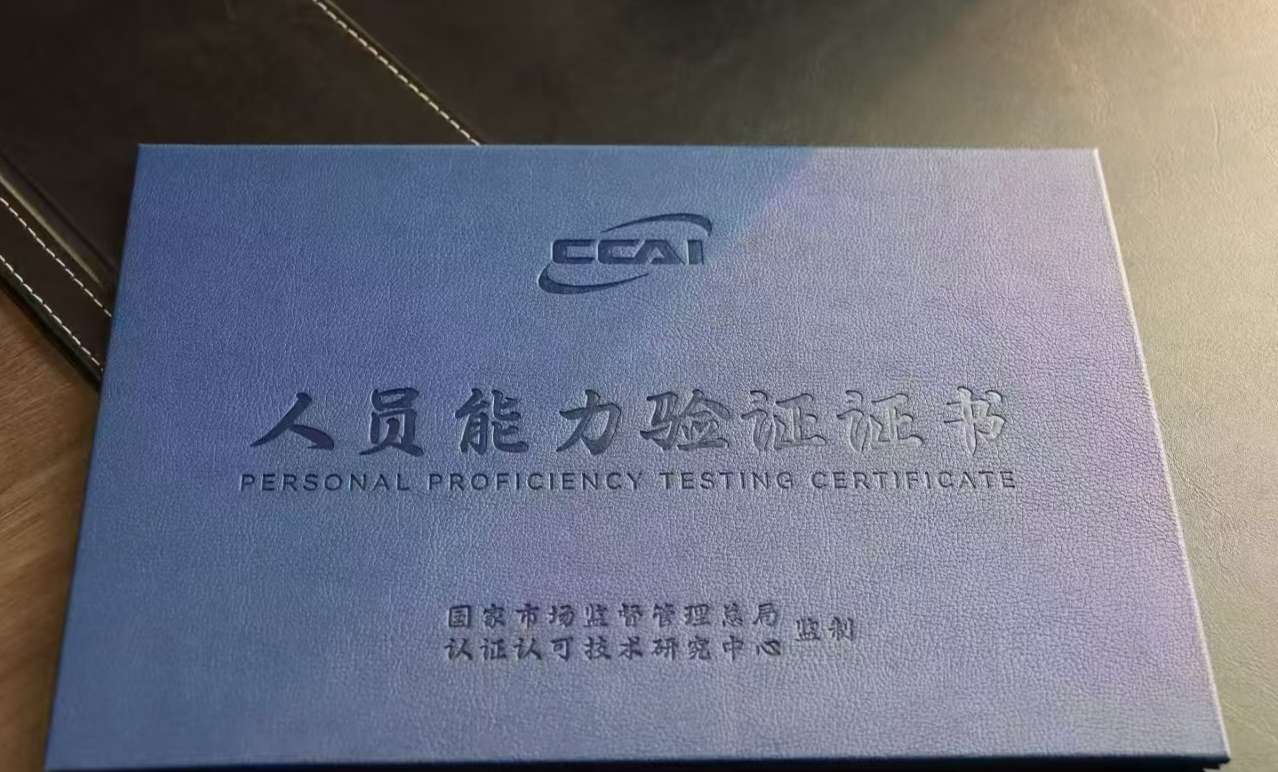 CCAI
人员能力验证证书
PERSONAL PROFICIENCY TESTING CERTIFICATE
国家市场监督管理总局
认证认可技术研究中心 监制